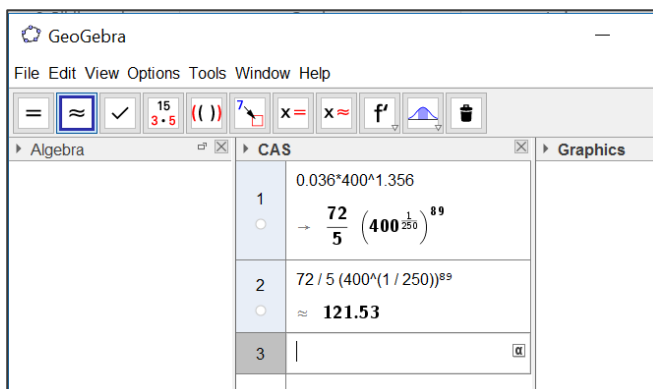 GeoGebra
File Edit View Options Tools Window Help
= ≈ ✓ 15 3·5 (( )) 7 x= x≈ f'
Algebra CAS Graphics
1 0.036*400^1.356
→ 72/5 (400^(1/250))^89
2 72 / 5 (400^(1 / 250))⁸⁹
≈ 121.53
3 α